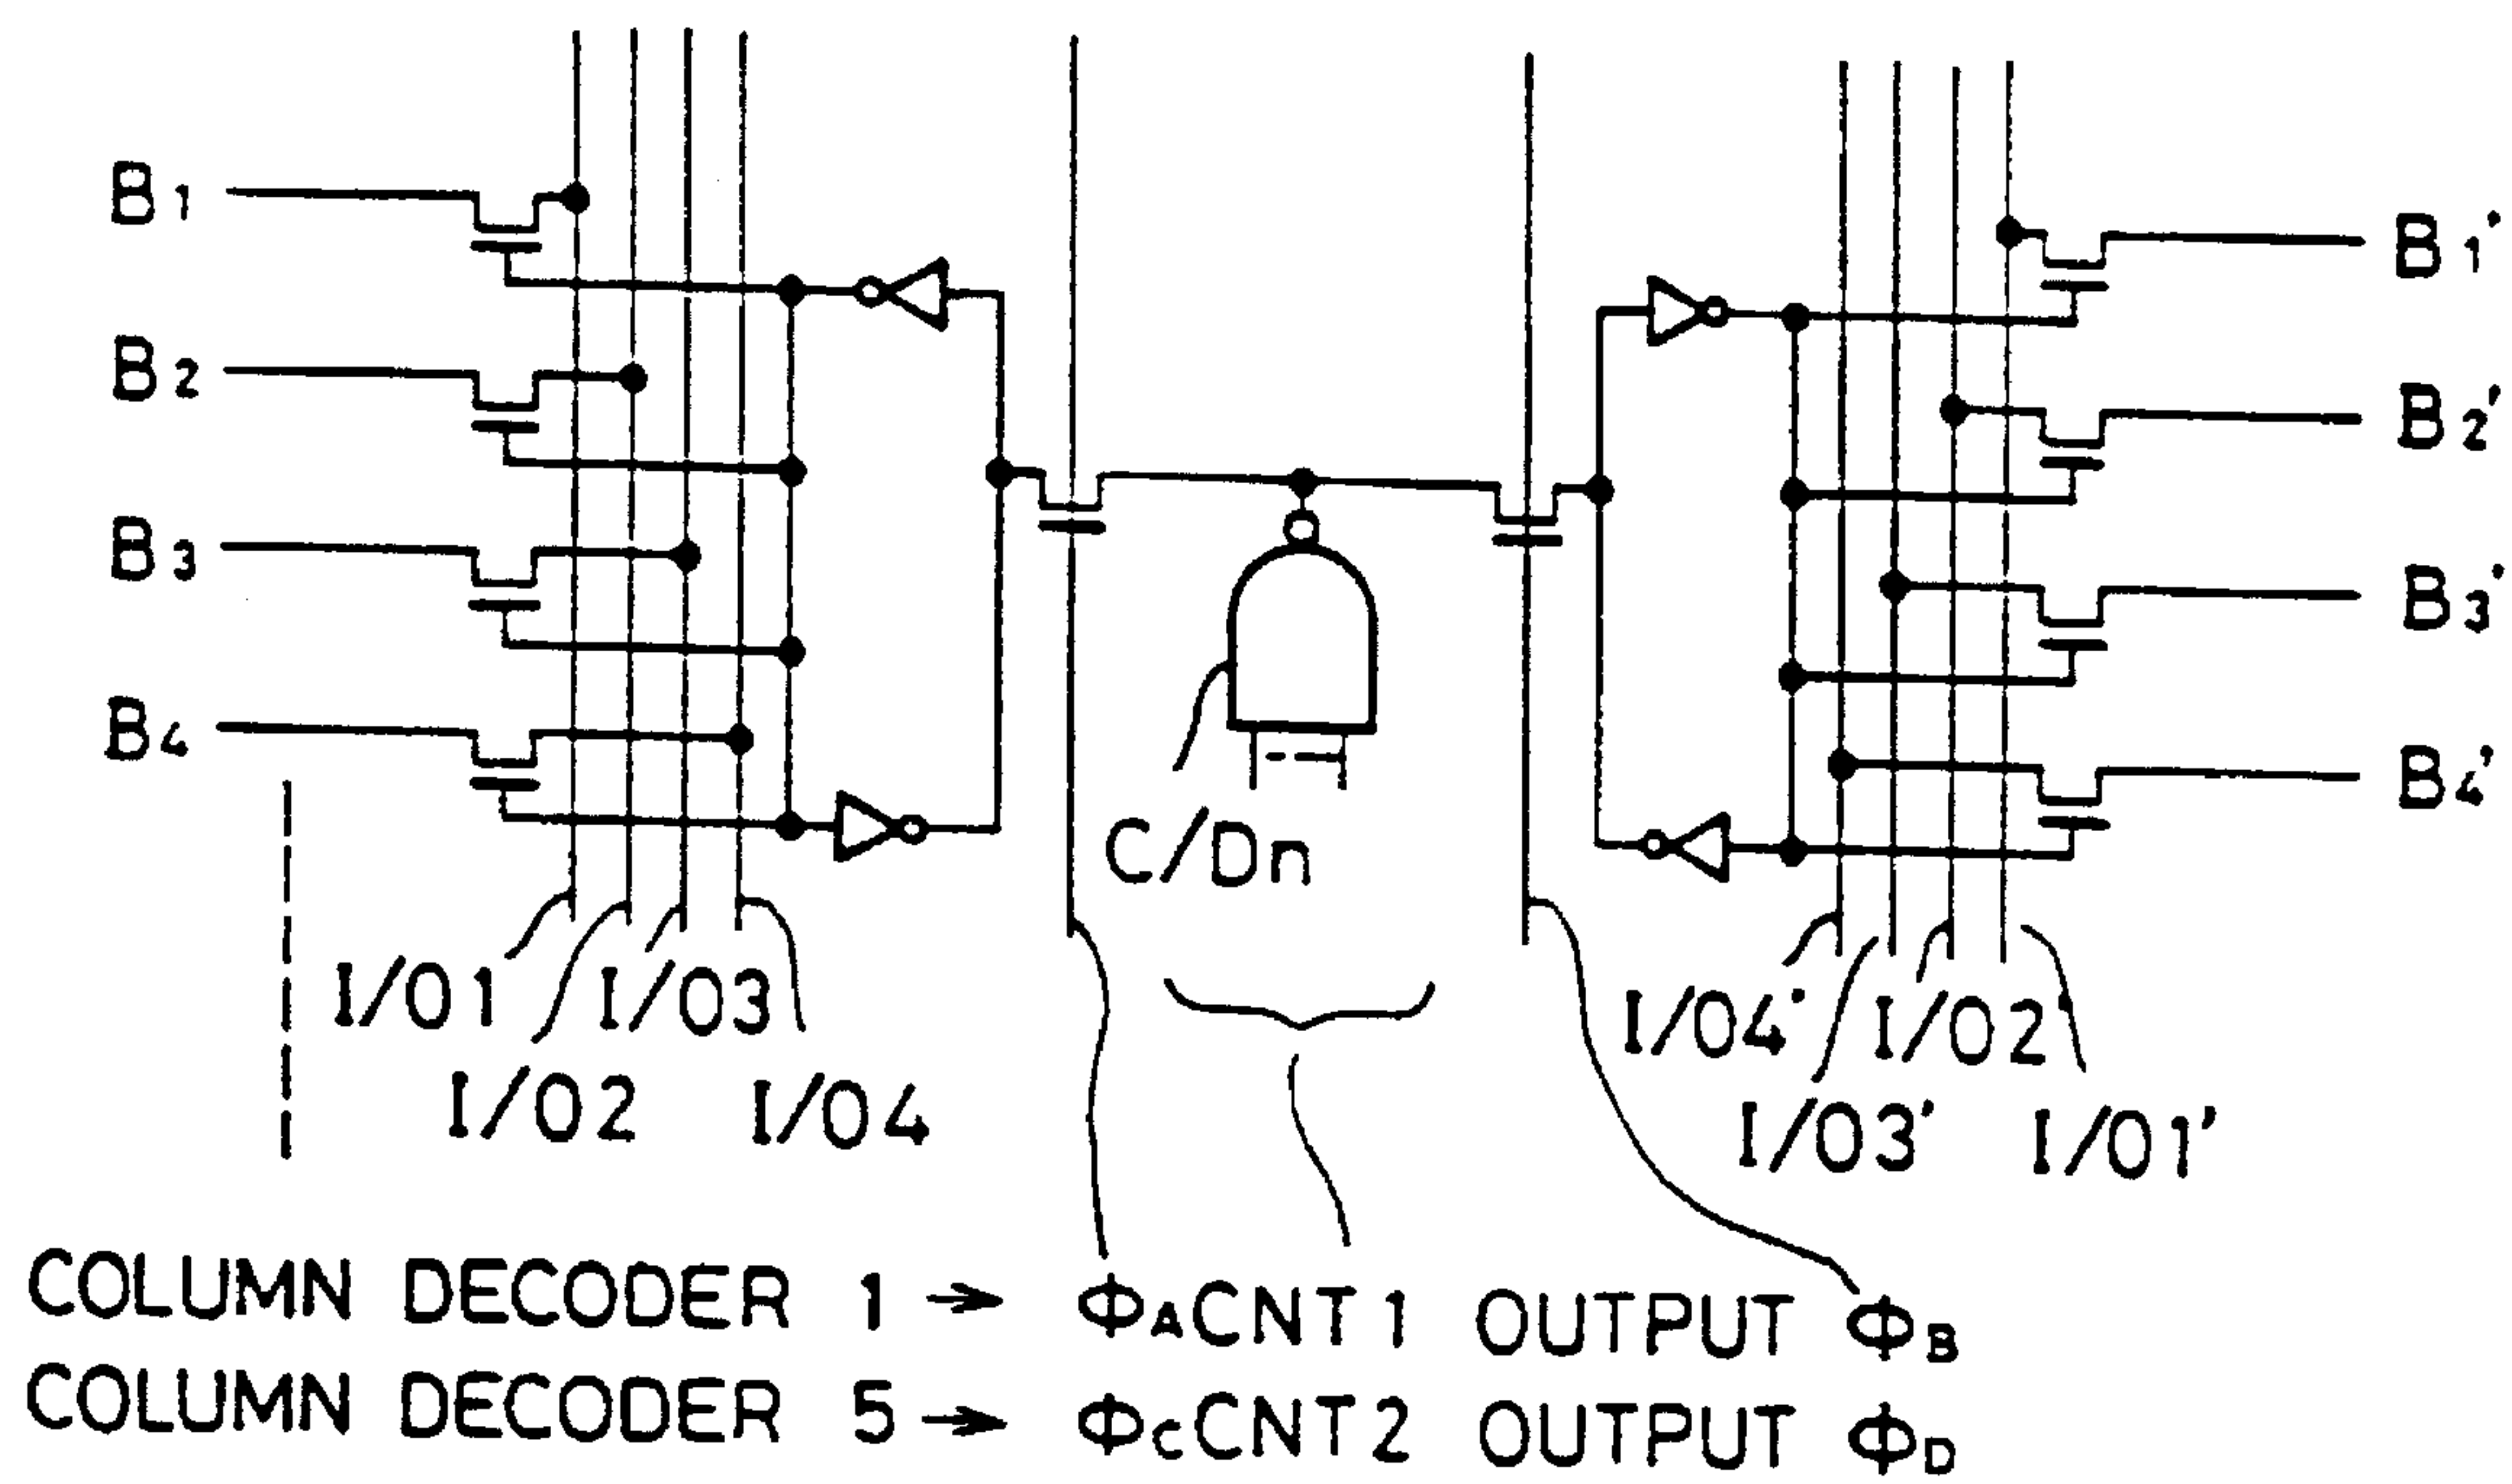 B1
B1'
B2
B2'
B3
B3'
B4
B4'
C/Dn
I/O1
I/O3
I/O4'
I/O2'
I/O2
I/O4
I/O3'
I/O1'
COLUMN DECODER 1 → ΦACNT1 OUTPUT ΦB
COLUMN DECODER 5 → ΦCCNT2 OUTPUT ΦD